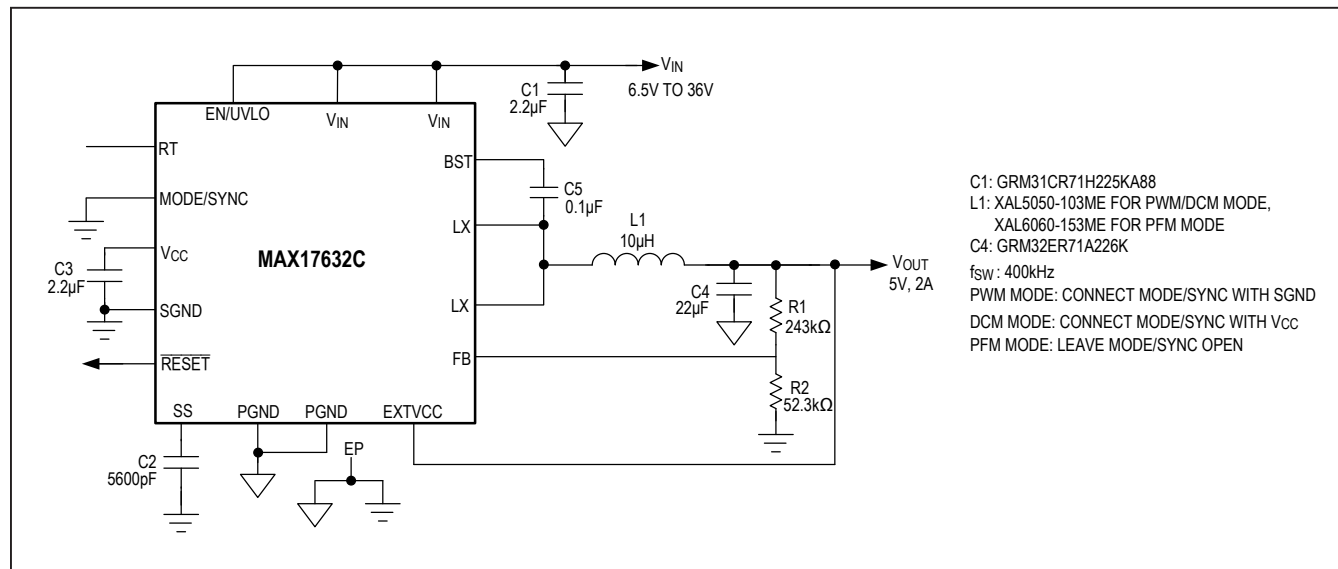 VIN
6.5V TO 36V
C1
2.2µF
EN/UVLO
VIN
VIN
RT
MODE/SYNC
VCC
C3
2.2µF
SGND
RESET
SS
C2
5600pF
PGND
PGND
EP
EXTVCC
MAX17632C
BST
C5
0.1µF
LX
LX
FB
L1
10µH
C4
22µF
R1
243kΩ
R2
52.3kΩ
VOUT
5V, 2A
C1: GRM31CR71H225KA88
L1: XAL5050-103ME FOR PWM/DCM MODE,
XAL6060-153ME FOR PFM MODE
C4: GRM32ER71A226K
fSW : 400kHz
PWM MODE: CONNECT MODE/SYNC WITH SGND
DCM MODE: CONNECT MODE/SYNC WITH VCC
PFM MODE: LEAVE MODE/SYNC OPEN